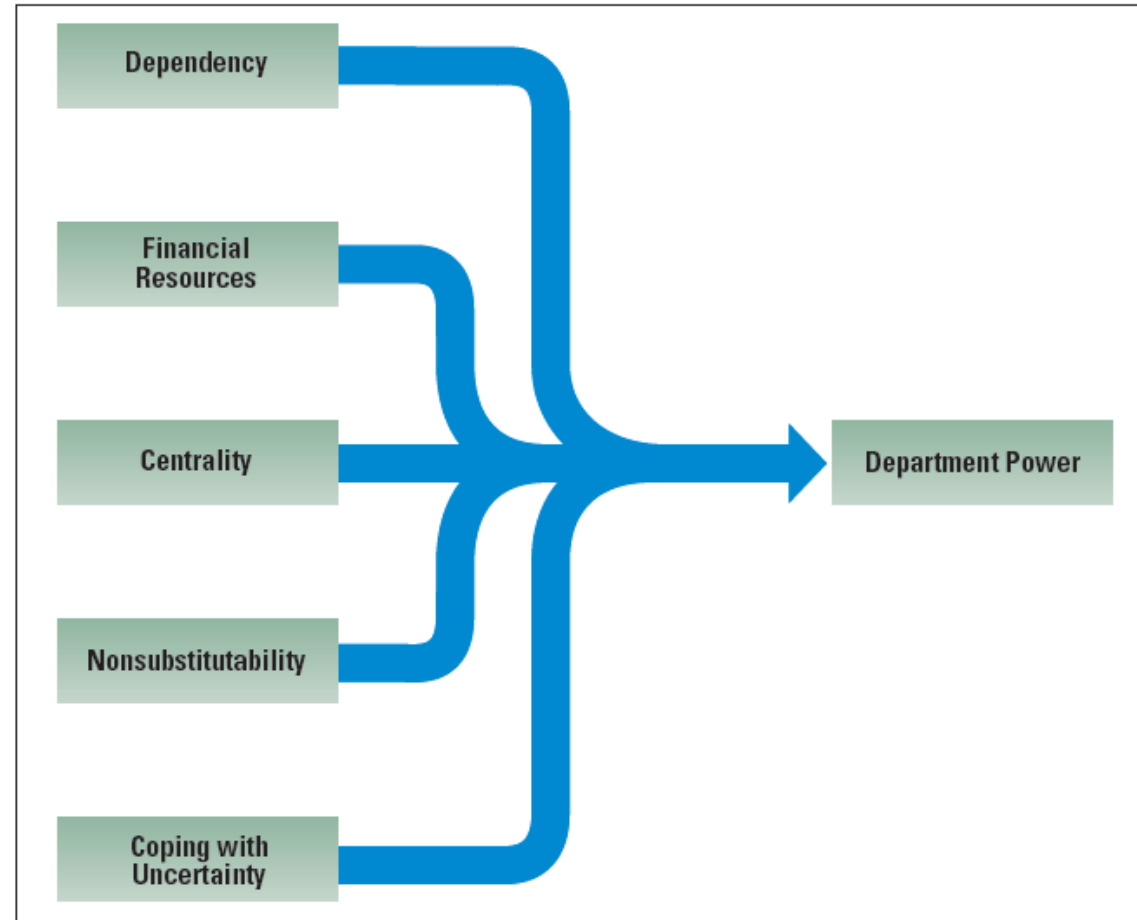 Dependency
Financial
Resources
Centrality
Department Power
Nonsubstitutability
Coping with
Uncertainty